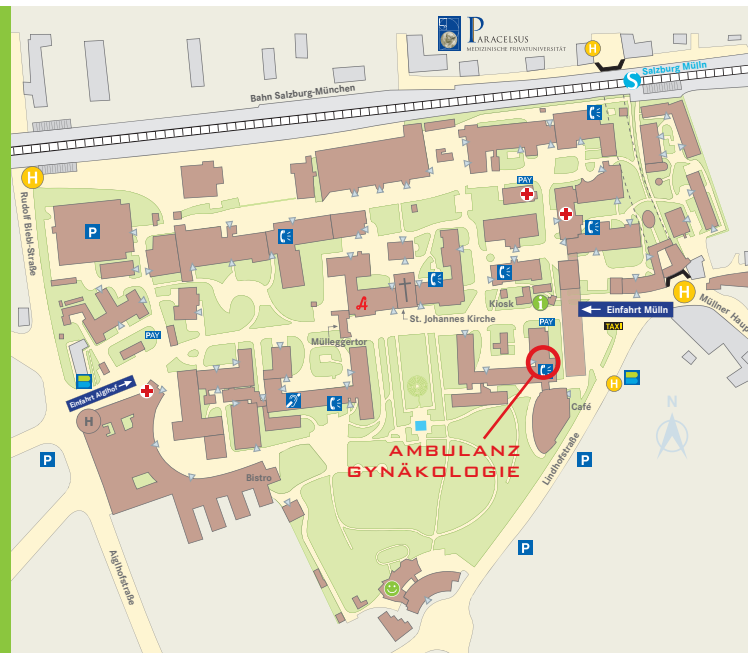 PARACELSUS
MEDIZINISCHE PRIVATUNIVERSITÄT
H
S Salzburg Mülln
Bahn Salzburg-München
H
Rudolf Biebl-Straße
P
PAY
A
St. Johannes Kirche
Kiosk
i
H
Einfahrt Mülln
Müllner Haup
PAY
TAXI
Mülleggertor
PAY
Einfahrt Aiglhof
H
H
Café
N
P
AMBULANZ
GYNÄKOLOGIE
Lindhofstraße
P
Bistro
P
Aiglhofstraße